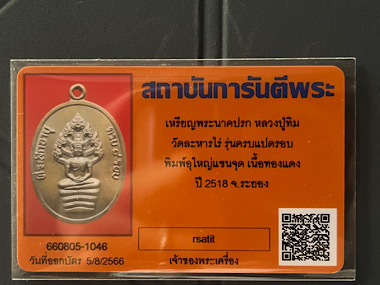 สถาบันการันตีพระ
เหรียญพระนาคปรก หลวงปู่ทิม
วัดละหารไร่ รุ่นครบแปดรอบ
พิมพ์อุใหญ่แขนจุด เนื้อทองแดง
ปี 2518 จ.ระยอง
660805-1046
วันที่ออกบัตร 5/8/2566
rsatit
เจ้าของพระเครื่อง